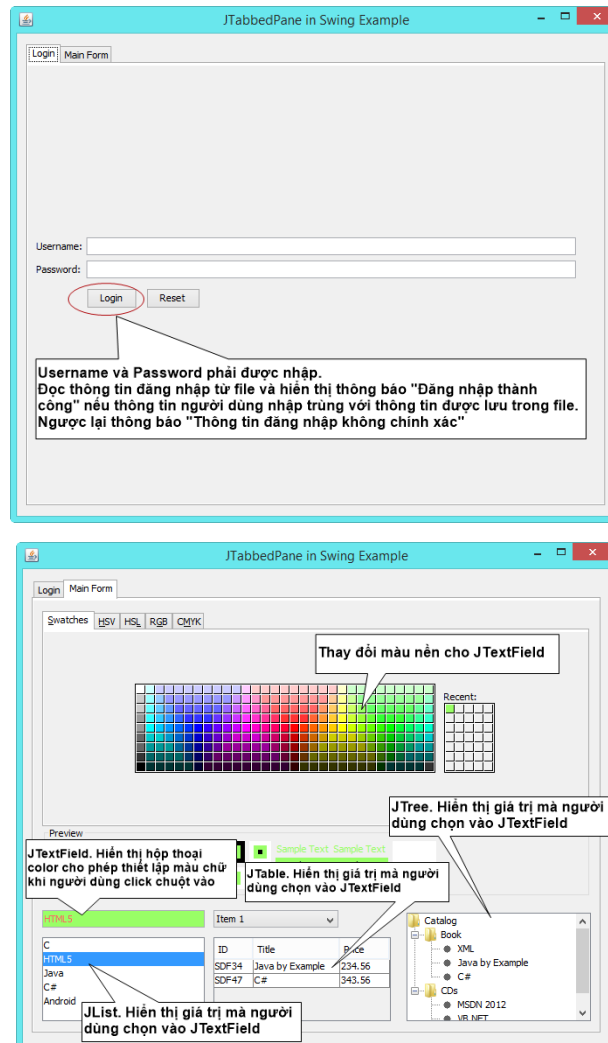 JTabbedPane in Swing Example
Login Main Form
Username:
Password:
Login Reset
Username và Password phải được nhập.
Đọc thông tin đăng nhập từ file và hiển thị thông báo "Đăng nhập thành
công" nếu thông tin người dùng nhập trùng với thông tin được lưu trong file.
Ngược lại thông báo "Thông tin đăng nhập không chính xác"
JTabbedPane in Swing Example
Login Main Form
Swatches HSV HSL RGB CMYK
Thay đổi màu nền cho JTextField
Recent:
JTree. Hiển thị giá trị mà người
dùng chọn vào JTextField
Preview
Sample Text Sample Text
JTextField. Hiển thị hộp thoại
color cho phép thiết lập màu chữ
khi người dùng click chuột vào
JTable. Hiển thị giá trị mà người
dùng chọn vào JTextField
HTML5
Item 1
C
HTML5
Java
C#
Android
ID Title Price
SDF34 Java by Example 234.56
SDF47 C# 343.56
Catalog
Book
XML
Java by Example
C#
CDs
MSDN 2012
VB.NET
JList. Hiển thị giá trị mà người
dùng chọn vào JTextField